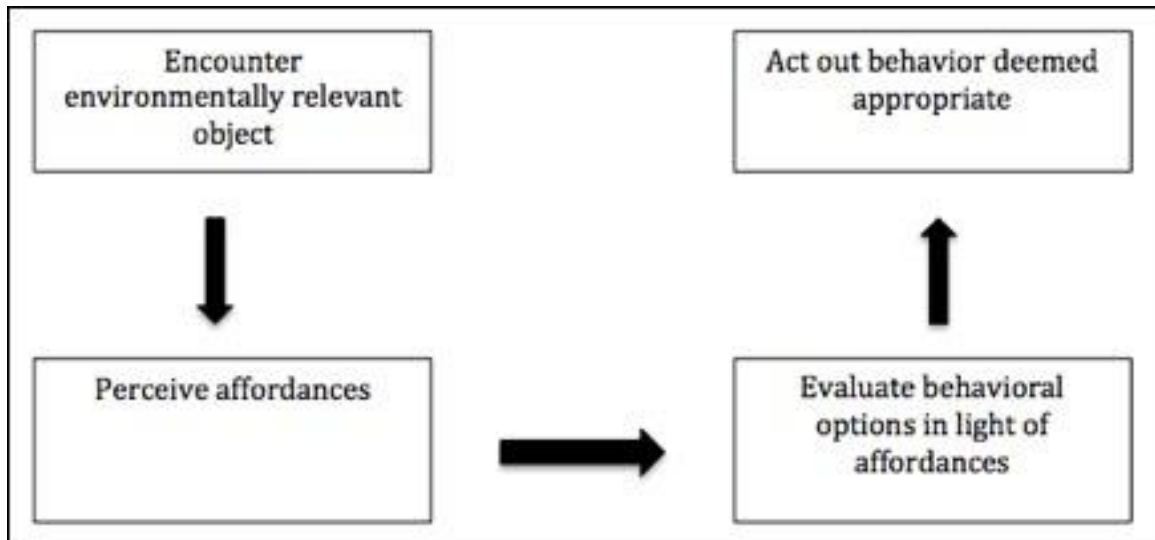 Encounter
environmentally relevant
object
Perceive affordances
Evaluate behavioral
options in light of
affordances
Act out behavior deemed
appropriate